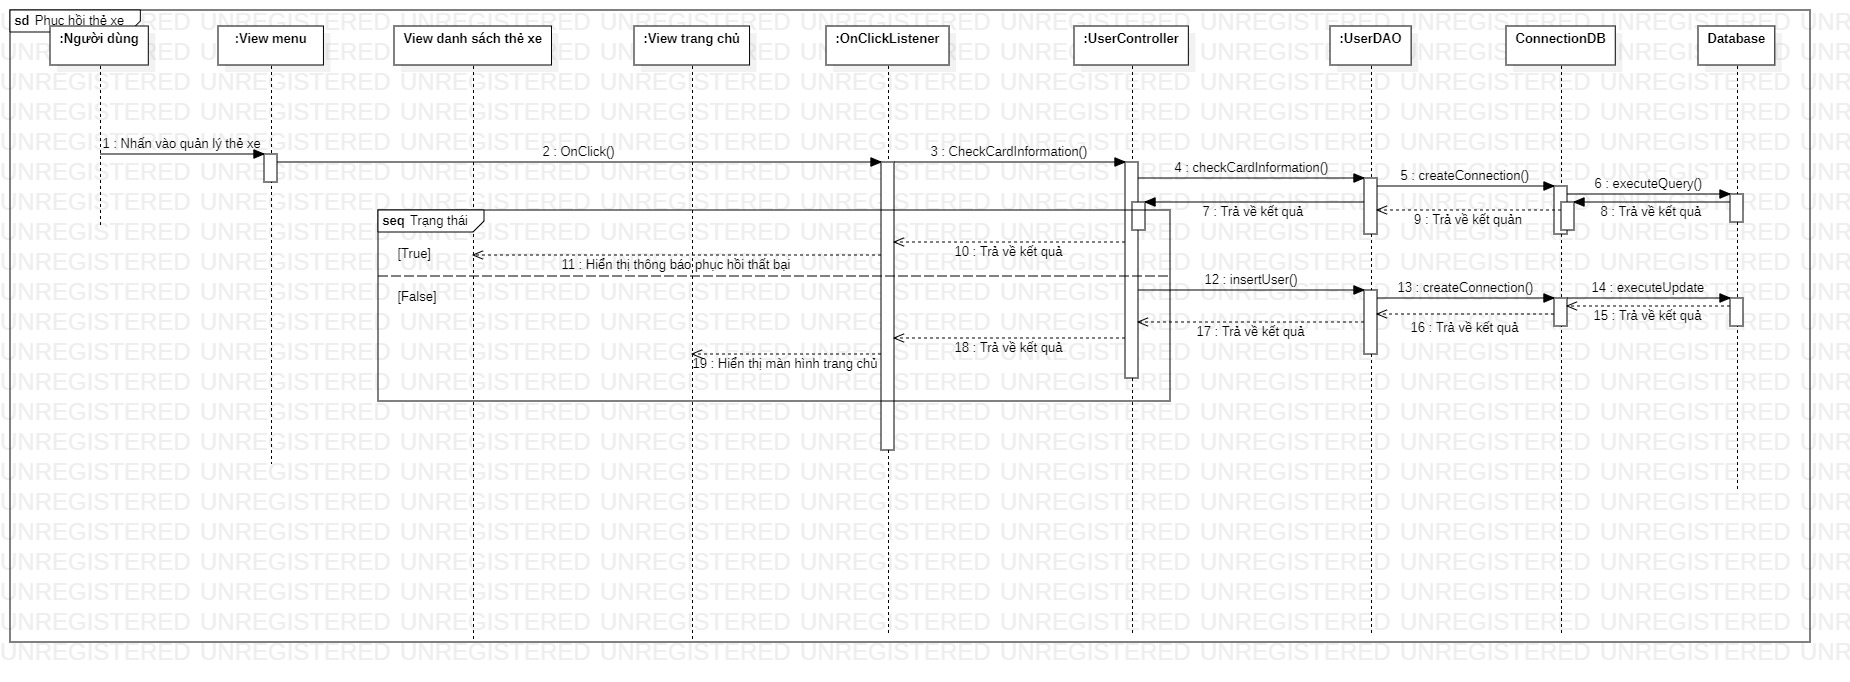 sd Phục hồi thẻ xe
:Người dùng
:View menu
View danh sách thẻ xe
:View trang chủ
:OnClickListener
:UserController
:UserDAO
ConnectionDB
Database
1 : Nhấn vào quản lý thẻ xe
2 : OnClick()
3 : CheckCardInformation()
4 : checkCardInformation()
5 : createConnection()
6 : executeQuery()
7 : Trả về kết quả
8 : Trả về kết quả
9 : Trả về kết quản
seq Trạng thái
[True]
10 : Trả về kết quả
11 : Hiển thị thông báo phục hồi thất bại
[False]
12 : insertUser()
13 : createConnection()
14 : executeUpdate
15 : Trả về kết quả
16 : Trả về kết quả
17 : Trả về kết quả
18 : Trả về kết quả
19 : Hiển thị màn hình trang chủ
UNREGISTERED